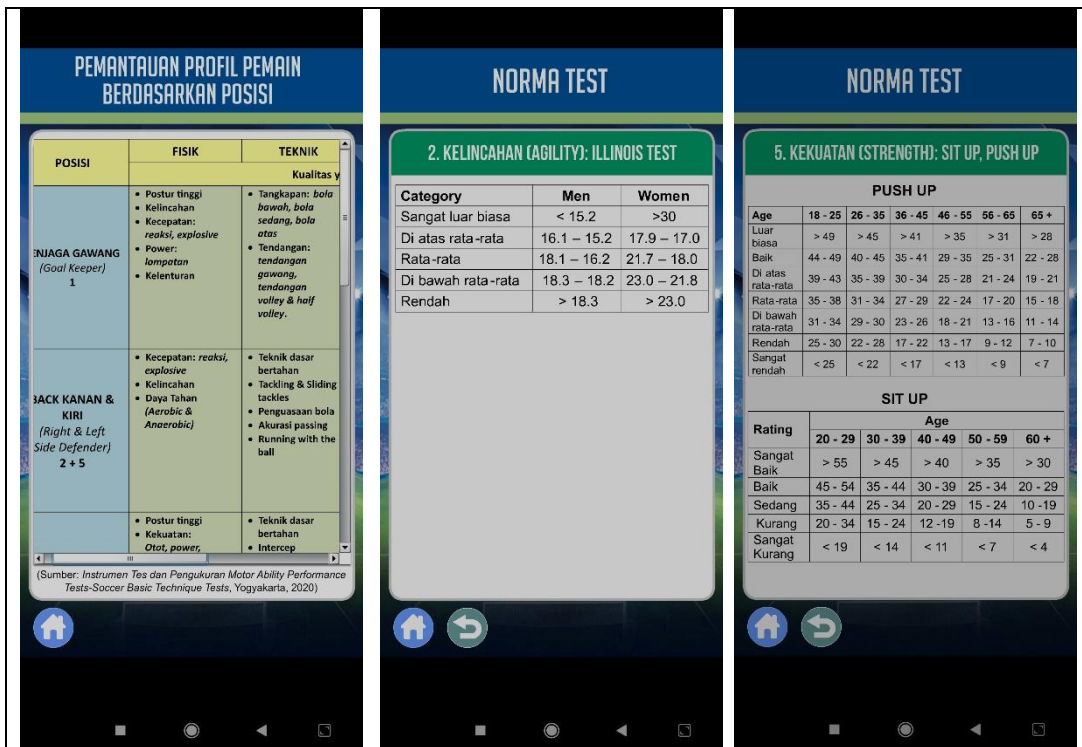 PEMANTAUAN PROFIL PEMAIN
BERDASARKAN POSISI
POSISI FISIK TEKNIK
Kualitas y
ENJAGA GAWANG
(Goal Keeper)
1
• Postur tinggi
• Kelincahan
• Kecepatan:
reaksi, explosive
• Power:
lompatan
• Kelenturan
• Tangkapan: bola
bawah, bola
sedang, bola
atas
• Tendangan:
tendangan
gawang,
tendangan
volley & half
volley.
BACK KANAN &
KIRI
(Right & Left
Side Defender)
2 + 5
• Kecepatan: reaksi,
explosive
• Kelincahan
• Daya Tahan
(Aerobic &
Anaerobic)
• Teknik dasar
bertahan
• Tackling & Sliding
tackles
• Penguasaan bola
• Akurasi passing
• Running with the
ball
• Postur tinggi
• Kekuatan:
Otot, power,
• Teknik dasar
bertahan
• Intercep
(Sumber: Instrumen Tes dan Pengukuran Motor Ability Performance
Tests-Soccer Basic Technique Tests, Yogyakarta, 2020)
NORMA TEST
2. KELINCAHAN (AGILITY): ILLINOIS TEST
Category Men Women
Sangat luar biasa < 15.2 >30
Di atas rata-rata 16.1 – 15.2 17.9 – 17.0
Rata-rata 18.1 – 16.2 21.7 – 18.0
Di bawah rata-rata 18.3 – 18.2 23.0 – 21.8
Rendah > 18.3 > 23.0
NORMA TEST
5. KEKUATAN (STRENGTH): SIT UP, PUSH UP
PUSH UP
Age 18 - 25 26 - 35 36 - 45 46 - 55 56 - 65 65 +
Luar
biasa > 49 > 45 > 41 > 35 > 31 > 28
Baik 44 - 49 40 - 45 35 - 41 29 - 35 25 - 31 22 - 28
Di atas
rata-rata 39 - 43 35 - 39 30 - 34 25 - 28 21 - 24 19 - 21
Rata-rata 35 - 38 31 - 34 27 - 29 22 - 24 17 - 20 15 - 18
Di bawah
rata-rata 31 - 34 29 - 30 23 - 26 18 - 21 13 - 16 11 - 14
Rendah 25 - 30 22 - 28 17 - 22 13 - 17 9 - 12 7 - 10
Sangat
rendah < 25 < 22 < 17 < 13 < 9 < 7
SIT UP
Rating Age
20 - 29 30 - 39 40 - 49 50 - 59 60 +
Sangat
Baik > 55 > 45 > 40 > 35 > 30
Baik 45 - 54 35 - 44 30 - 39 25 - 34 20 - 29
Sedang 35 - 44 25 - 34 20 - 29 15 - 24 10 -19
Kurang 20 - 34 15 - 24 12 -19 8 -14 5 - 9
Sangat
Kurang < 19 < 14 < 11 < 7 < 4